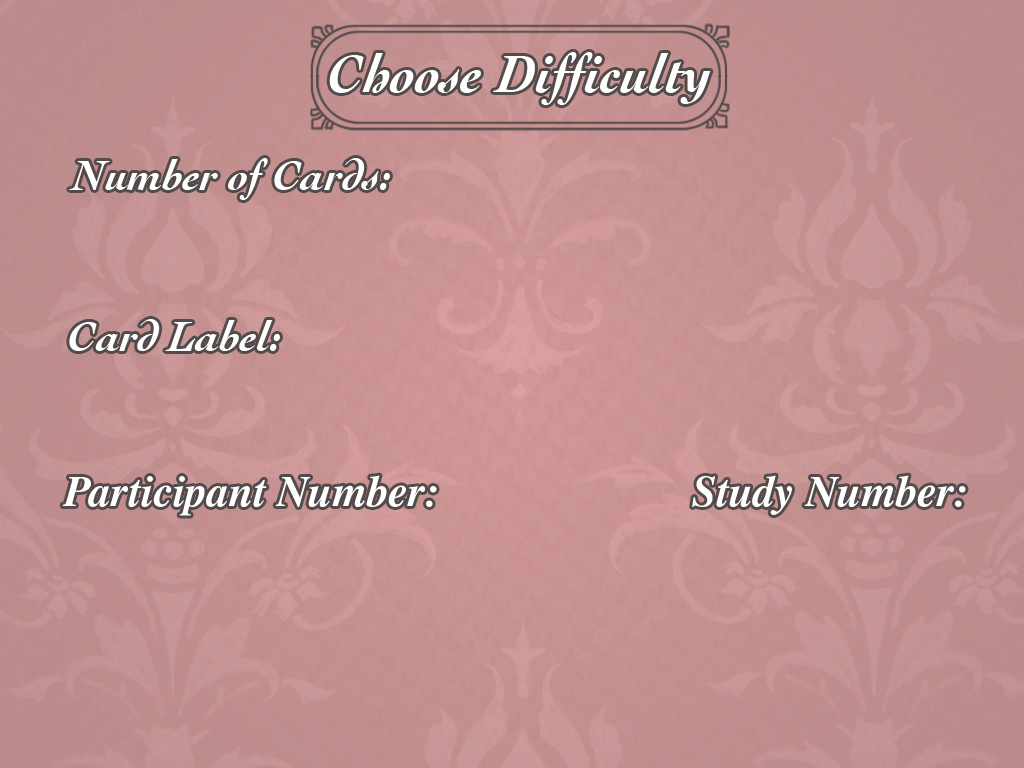 Choose Difficulty
Number of Cards:
Card Label:
Participant Number:
Study Number: